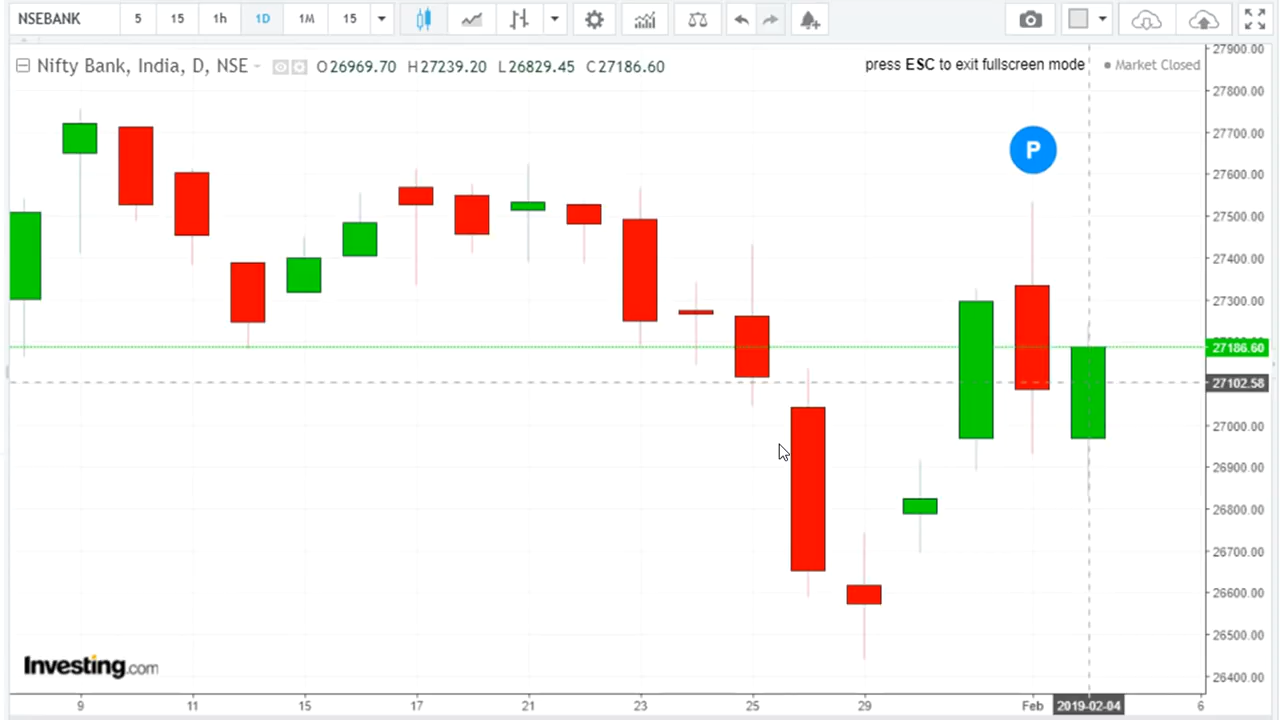 NSEBANK 5 15 1h 1D 1M 15
Nifty Bank, India, D, NSE O26969.70 H27239.20 L26829.45 C27186.60
press ESC to exit fullscreen mode
Market Closed
P
27900.00
27800.00
27700.00
27600.00
27500.00
27400.00
27300.00
27186.60
27102.58
27000.00
26900.00
26800.00
26700.00
26600.00
26500.00
26400.00
Investing.com
9 11 15 17 21 23 25 29 Feb 2019-02-04 6